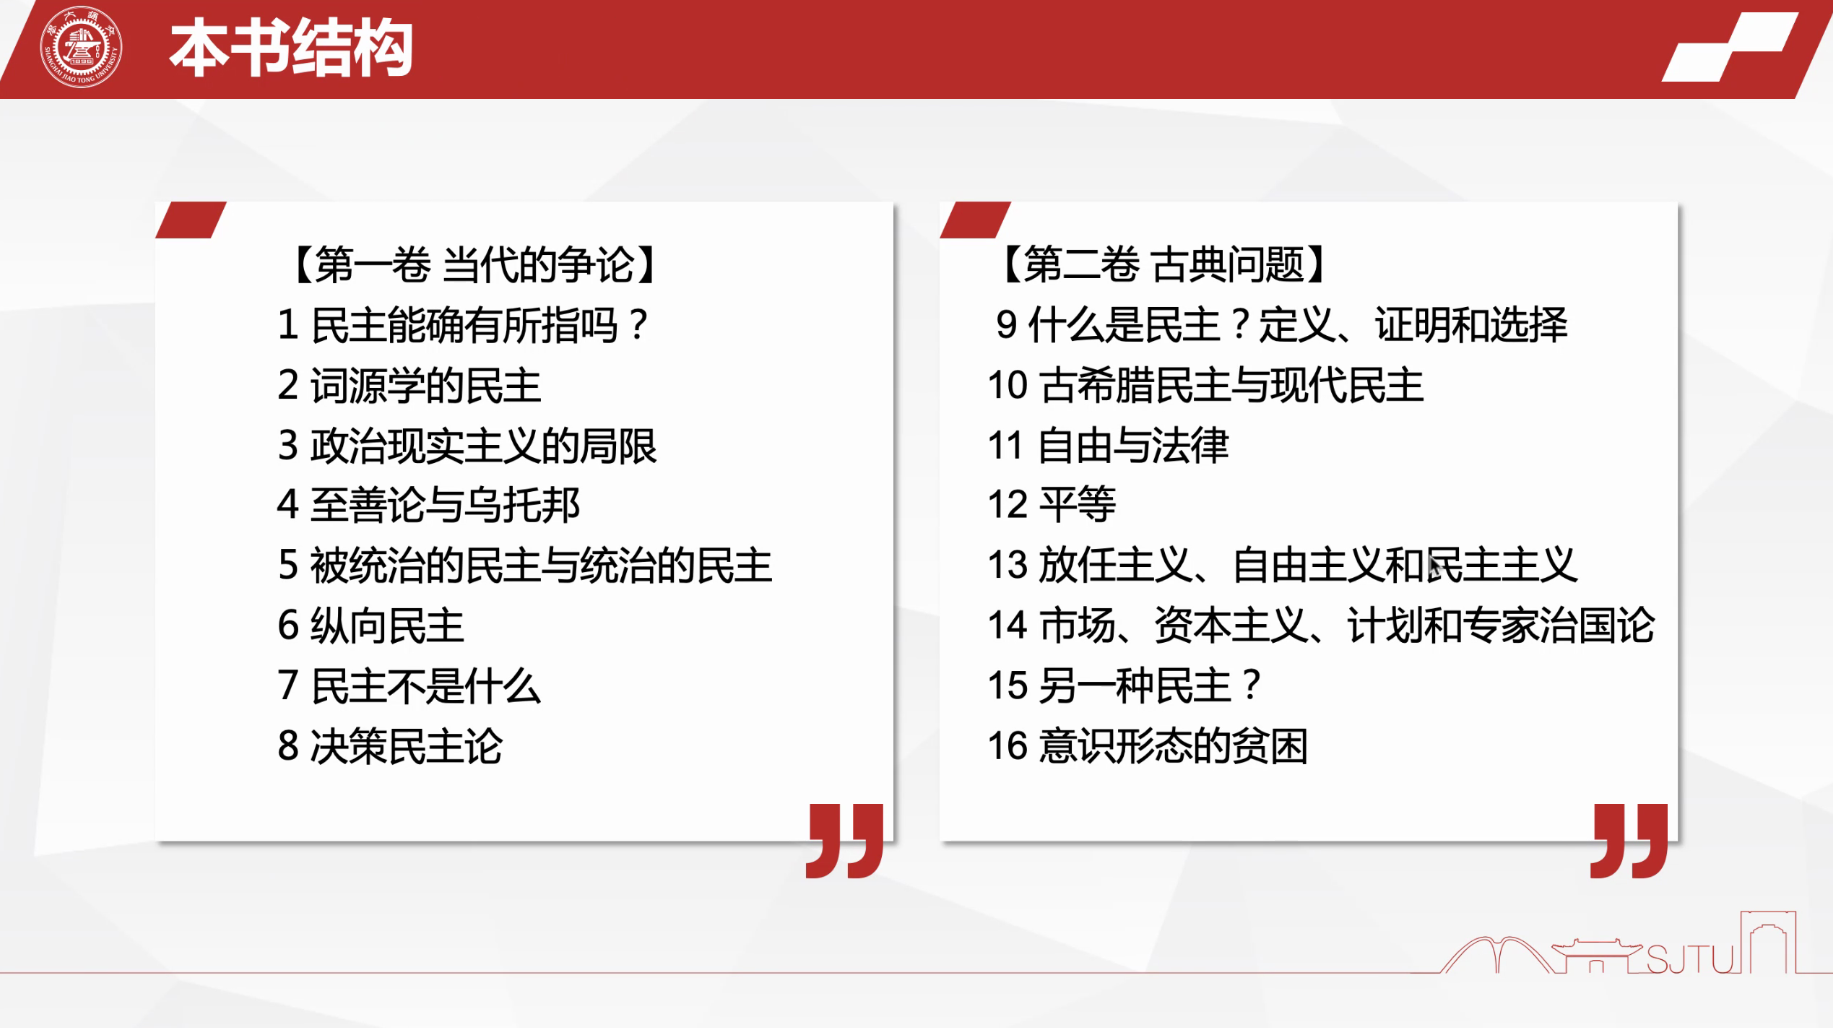 本书结构
SHANGHAI JIAO TONG UNIVERSITY
【第一卷 当代的争论】
1 民主能确有所指吗？
2 词源学的民主
3 政治现实主义的局限
4 至善论与乌托邦
5 被统治的民主与统治的民主
6 纵向民主
7 民主不是什么
8 决策民主论
【第二卷 古典问题】
9 什么是民主？定义、证明和选择
10 古希腊民主与现代民主
11 自由与法律
12 平等
13 放任主义、自由主义和民主主义
14 市场、资本主义、计划和专家治国论
15 另一种民主？
16 意识形态的贫困
SJTU